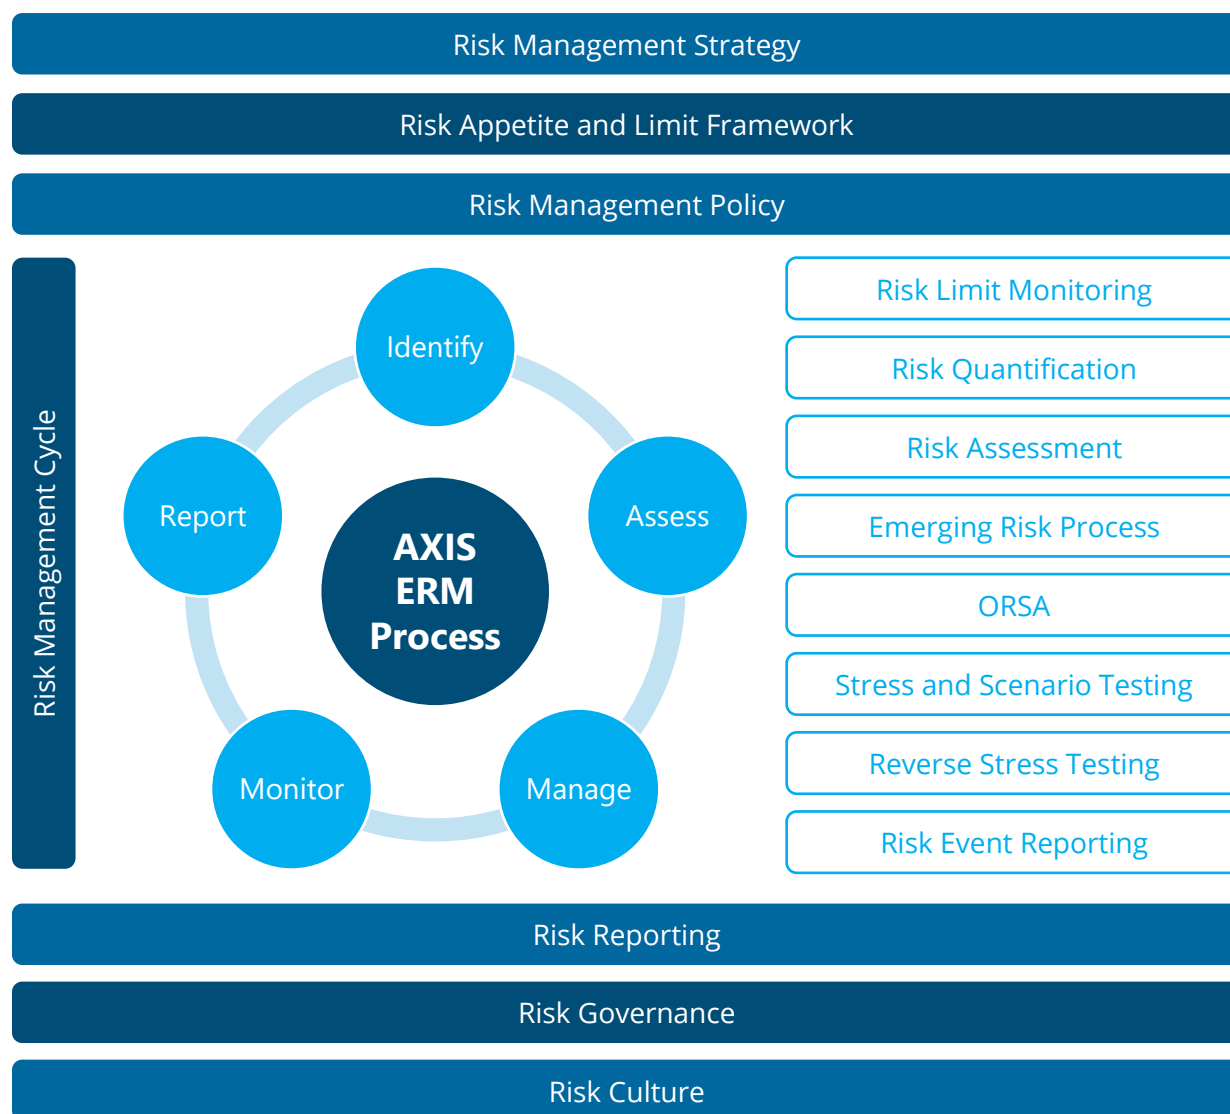 Risk Management Strategy
Risk Appetite and Limit Framework
Risk Management Policy
Risk Management Cycle
Identify
Assess
Manage
Monitor
Report
AXIS
ERM
Process
Risk Limit Monitoring
Risk Quantification
Risk Assessment
Emerging Risk Process
ORSA
Stress and Scenario Testing
Reverse Stress Testing
Risk Event Reporting
Risk Reporting
Risk Governance
Risk Culture